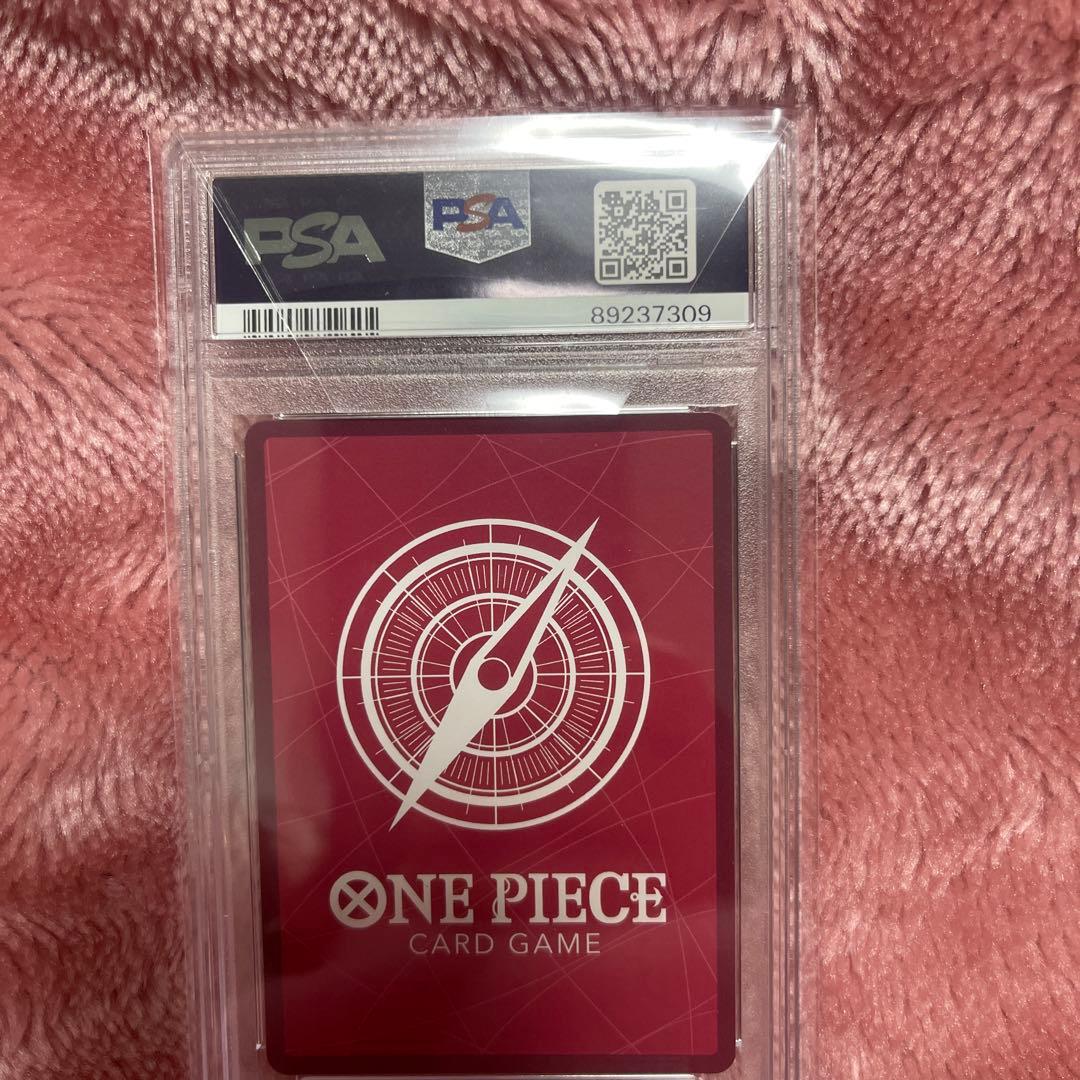 PSA
PSA
89237309
ONE PIECE
CARD GAME